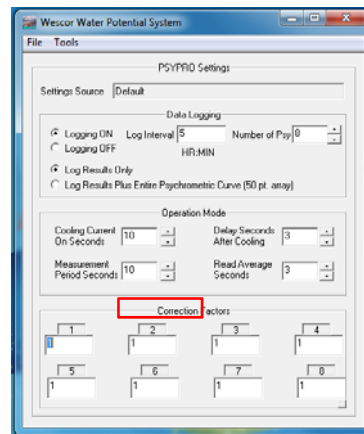 Wescor Water Potential System
File Tools
PSYPRO Settings
Settings Source Default
Data Logging
Logging ON Log Interval 5 Number of Psy 8
Logging OFF HR:MIN
Log Results Only
Log Results Plus Entire Psychrometric Curve (50 pt. array)
Operation Mode
Cooling Current On Seconds 10 Delay Seconds After Cooling 3
Measurement Period Seconds 10 Read Average Seconds 3
Correction Factors
1 2 3 4
1 1 1 1
5 6 7 8
1 1 1 1